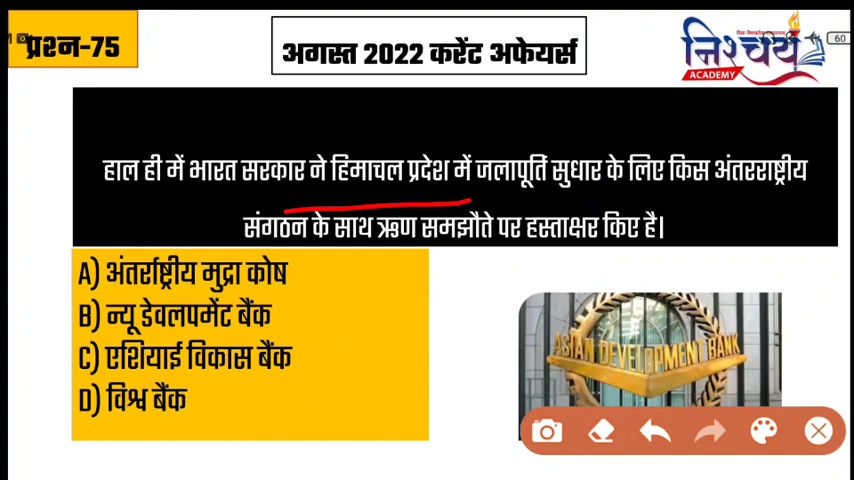 प्रश्न-75
अगस्त 2022 करेंट अफेयर्स
60
निश्चय
ACADEMY
हाल ही में भारत सरकार ने हिमाचल प्रदेश में जलापूर्ति सुधार के लिए किस अंतरराष्ट्रीय
संगठन के साथ ऋण समझौते पर हस्ताक्षर किए है।
A) अंतर्राष्ट्रीय मुद्रा कोष
B) न्यू डेवलपमेंट बैंक
C) एशियाई विकास बैंक
D) विश्व बैंक
ASIAN DEVELOPMENT BANK